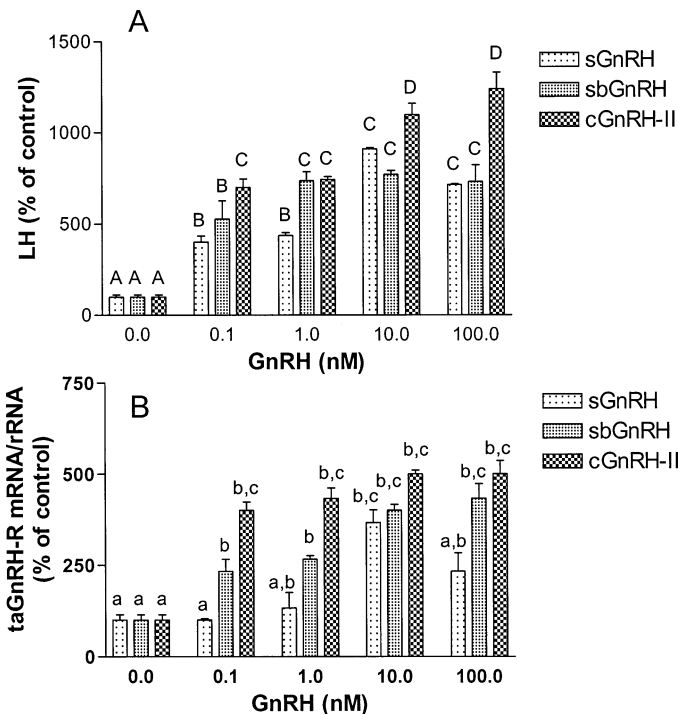 A
1500
1000
500
0
LH (% of control)
A A A
B B C
B C C
C C D
C C D
0.0 0.1 1.0 10.0 100.0
GnRH (nM)
sGnRH
sbGnRH
cGnRH-II
B
750
500
250
0
taGnRH-R mRNA/rRNA
(% of control)
a a a
a b b,c
a,b b b,c
b,c b,c b,c
a,b b,c b,c
0.0 0.1 1.0 10.0 100.0
GnRH (nM)
sGnRH
sbGnRH
cGnRH-II